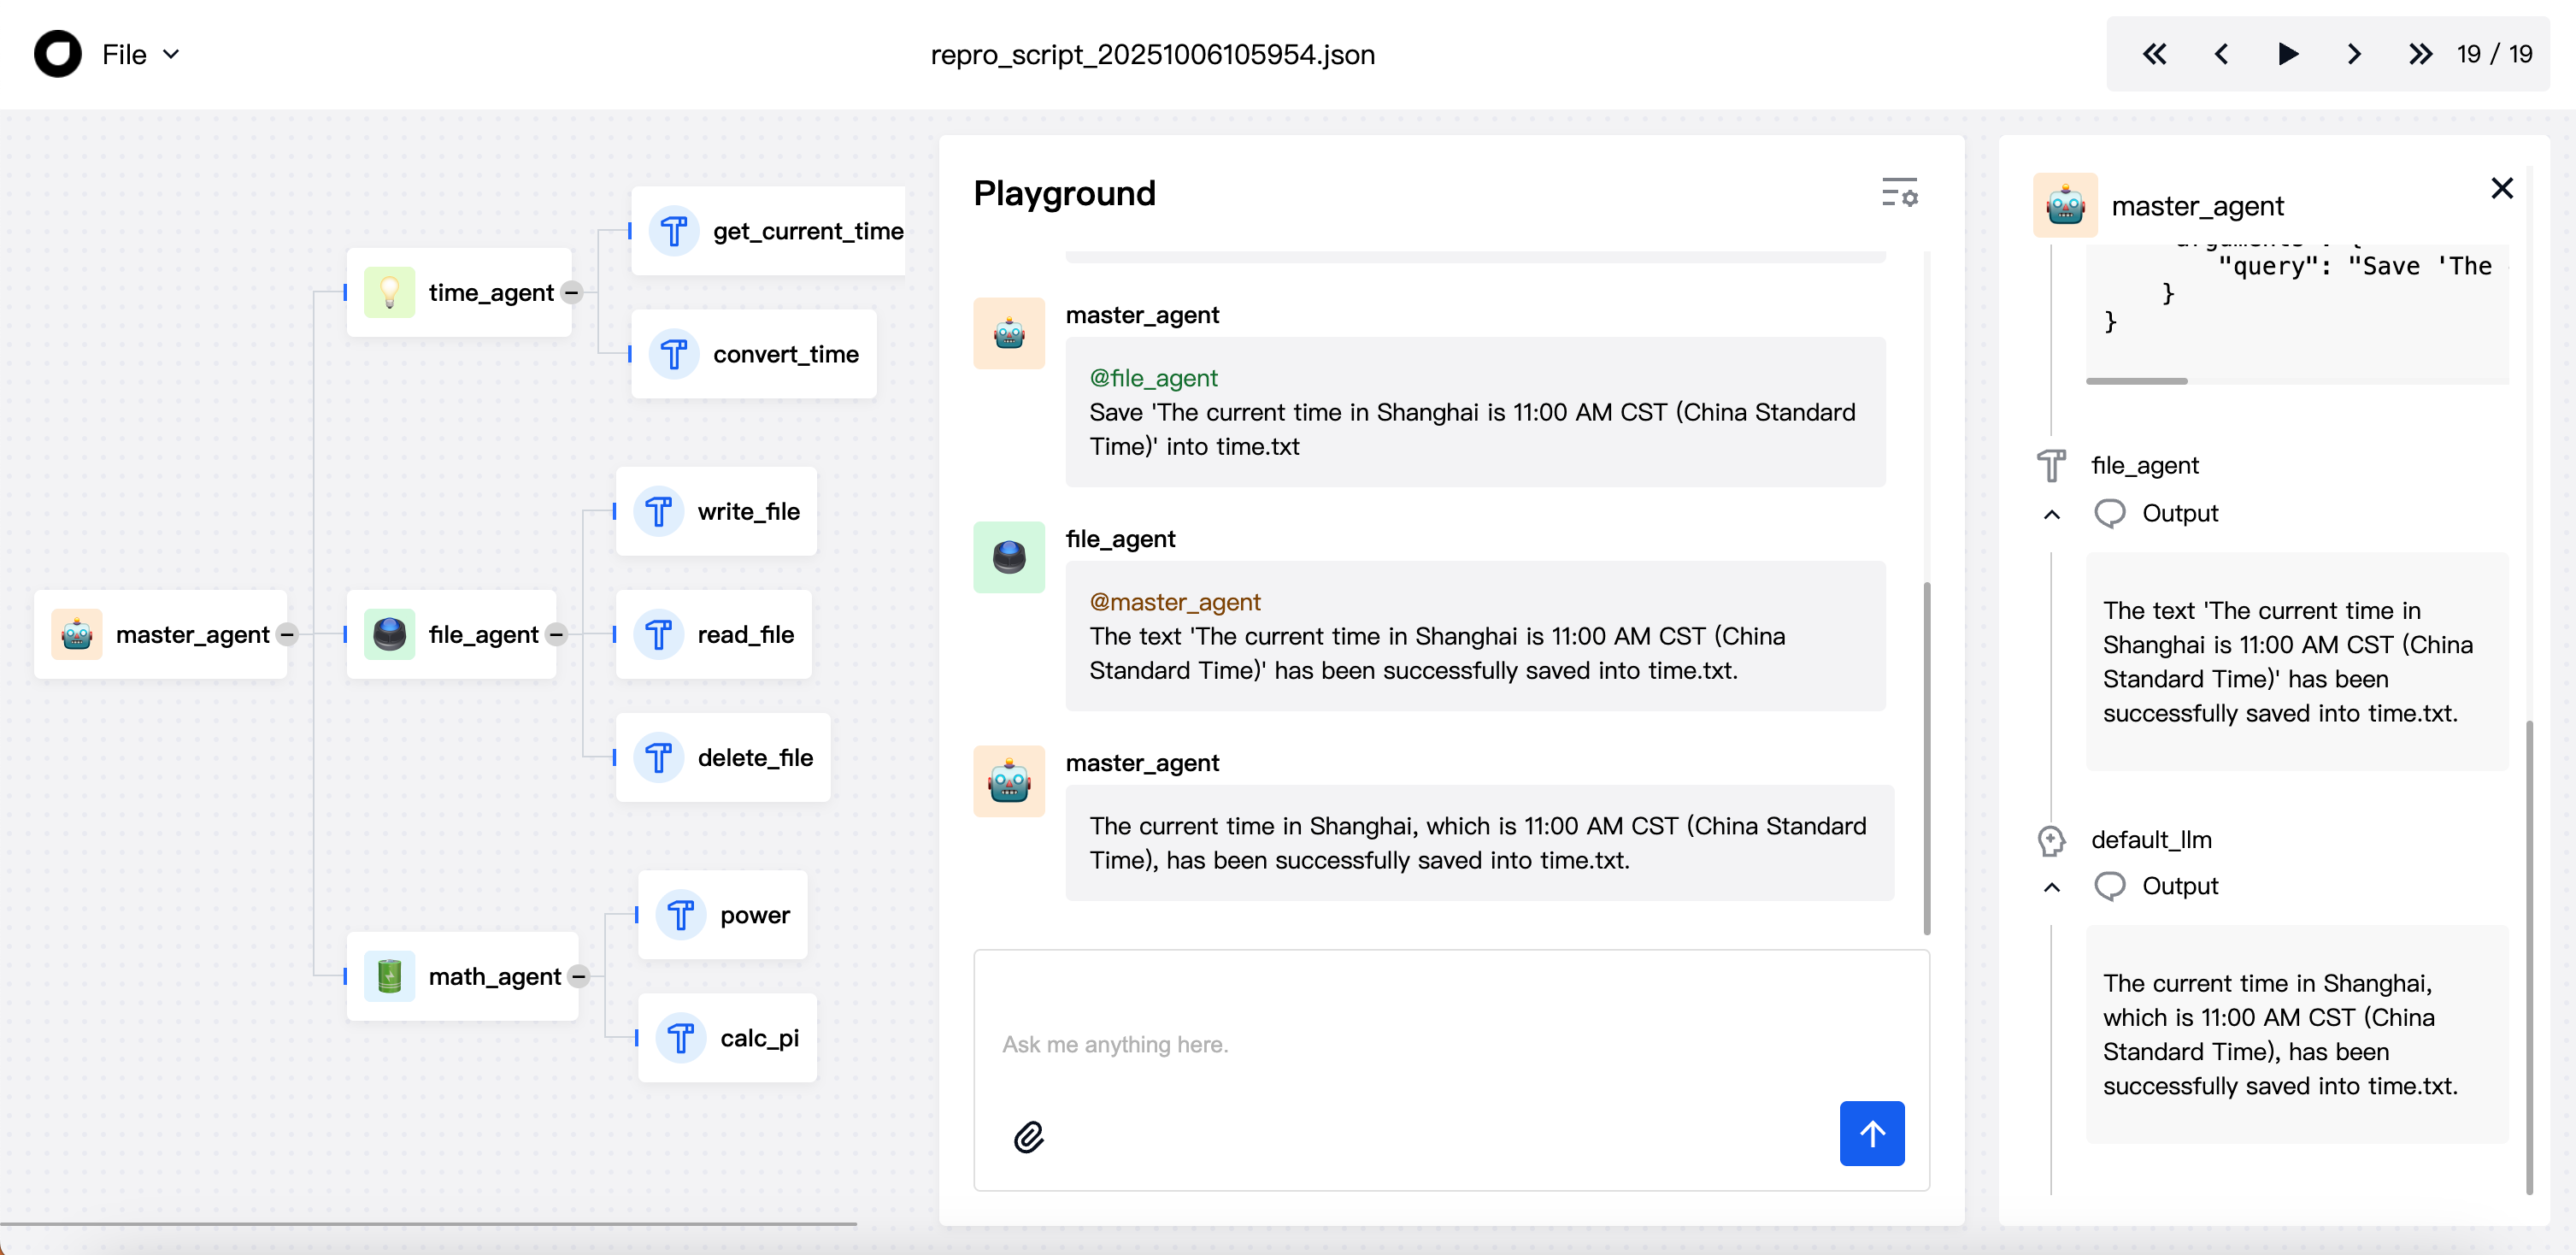 File
repro_script_20251006105954.json
19 / 19
get_current_time
time_agent
convert_time
write_file
master_agent
file_agent
read_file
delete_file
power
math_agent
calc_pi
Playground
master_agent
@file_agent
Save 'The current time in Shanghai is 11:00 AM CST (China Standard
Time)' into time.txt
file_agent
@master_agent
The text 'The current time in Shanghai is 11:00 AM CST (China
Standard Time)' has been successfully saved into time.txt.
master_agent
The current time in Shanghai, which is 11:00 AM CST (China Standard
Time), has been successfully saved into time.txt.
Ask me anything here.
master_agent
"query": "Save 'The
}
}
file_agent
Output
The text 'The current time in
Shanghai is 11:00 AM CST (China
Standard Time)' has been
successfully saved into time.txt.
default_llm
Output
The current time in Shanghai,
which is 11:00 AM CST (China
Standard Time), has been
successfully saved into time.txt.